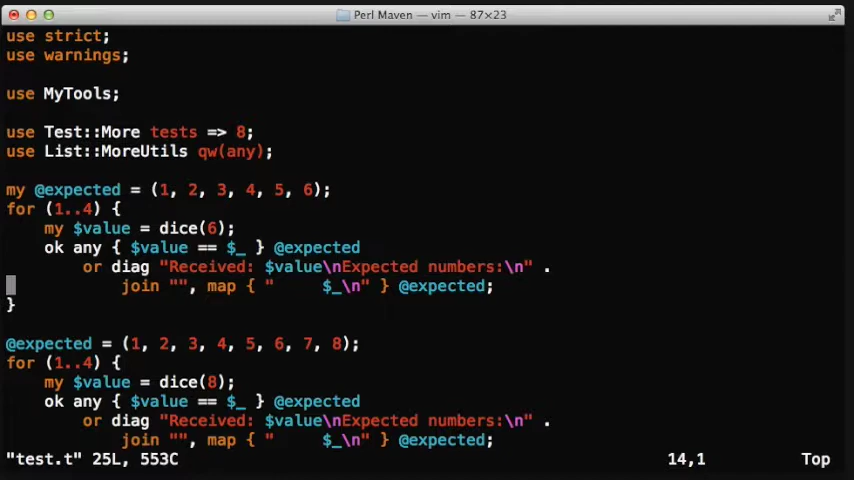 Perl Maven — vim — 87×23
use strict;
use warnings;
use MyTools;
use Test::More tests => 8;
use List::MoreUtils qw(any);
my @expected = (1, 2, 3, 4, 5, 6);
for (1..4) {
    my $value = dice(6);
    ok any { $value == $_ } @expected
        or diag "Received: $value\nExpected numbers:\n" .
            join "", map { "     $_\n" } @expected;
}
@expected = (1, 2, 3, 4, 5, 6, 7, 8);
for (1..4) {
    my $value = dice(8);
    ok any { $value == $_ } @expected
        or diag "Received: $value\nExpected numbers:\n" .
            join "", map { "     $_\n" } @expected;
"test.t" 25L, 553C 14,1 Top